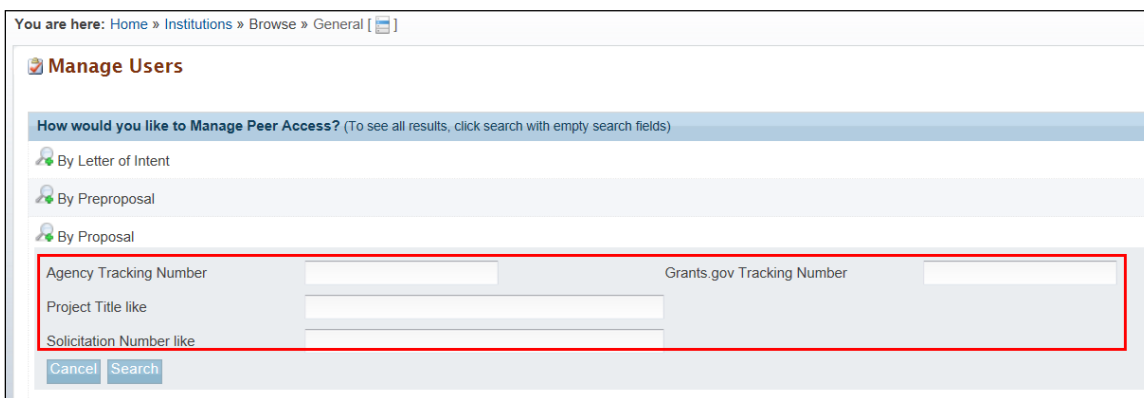 You are here: Home » Institutions » Browse » General [ ]
Manage Users
How would you like to Manage Peer Access? (To see all results, click search with empty search fields)
By Letter of Intent
By Preproposal
By Proposal
Agency Tracking Number Grants.gov Tracking Number
Project Title like
Solicitation Number like
Cancel Search